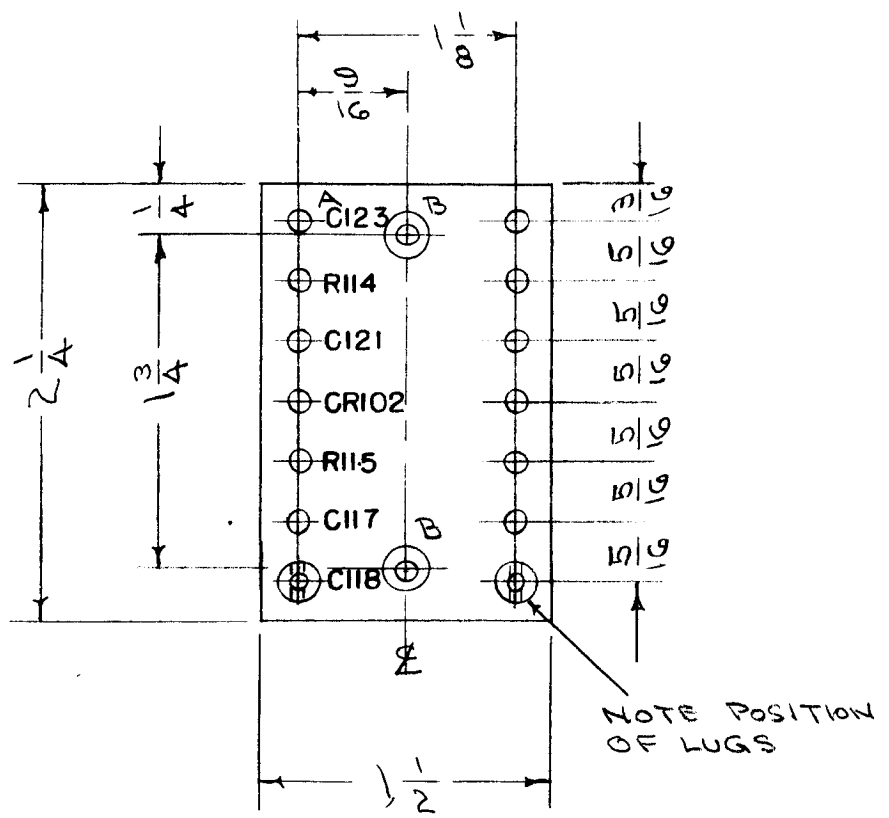 1 1/8
9/16
1/4
2 1/4
1 3/4
A
B
C123
R114
C121
CR102
R115
C117
B
C118
3/16
5/16
5/16
5/16
5/16
5/16
5/16
℄
1 1/2
NOTE POSITION
OF LUGS